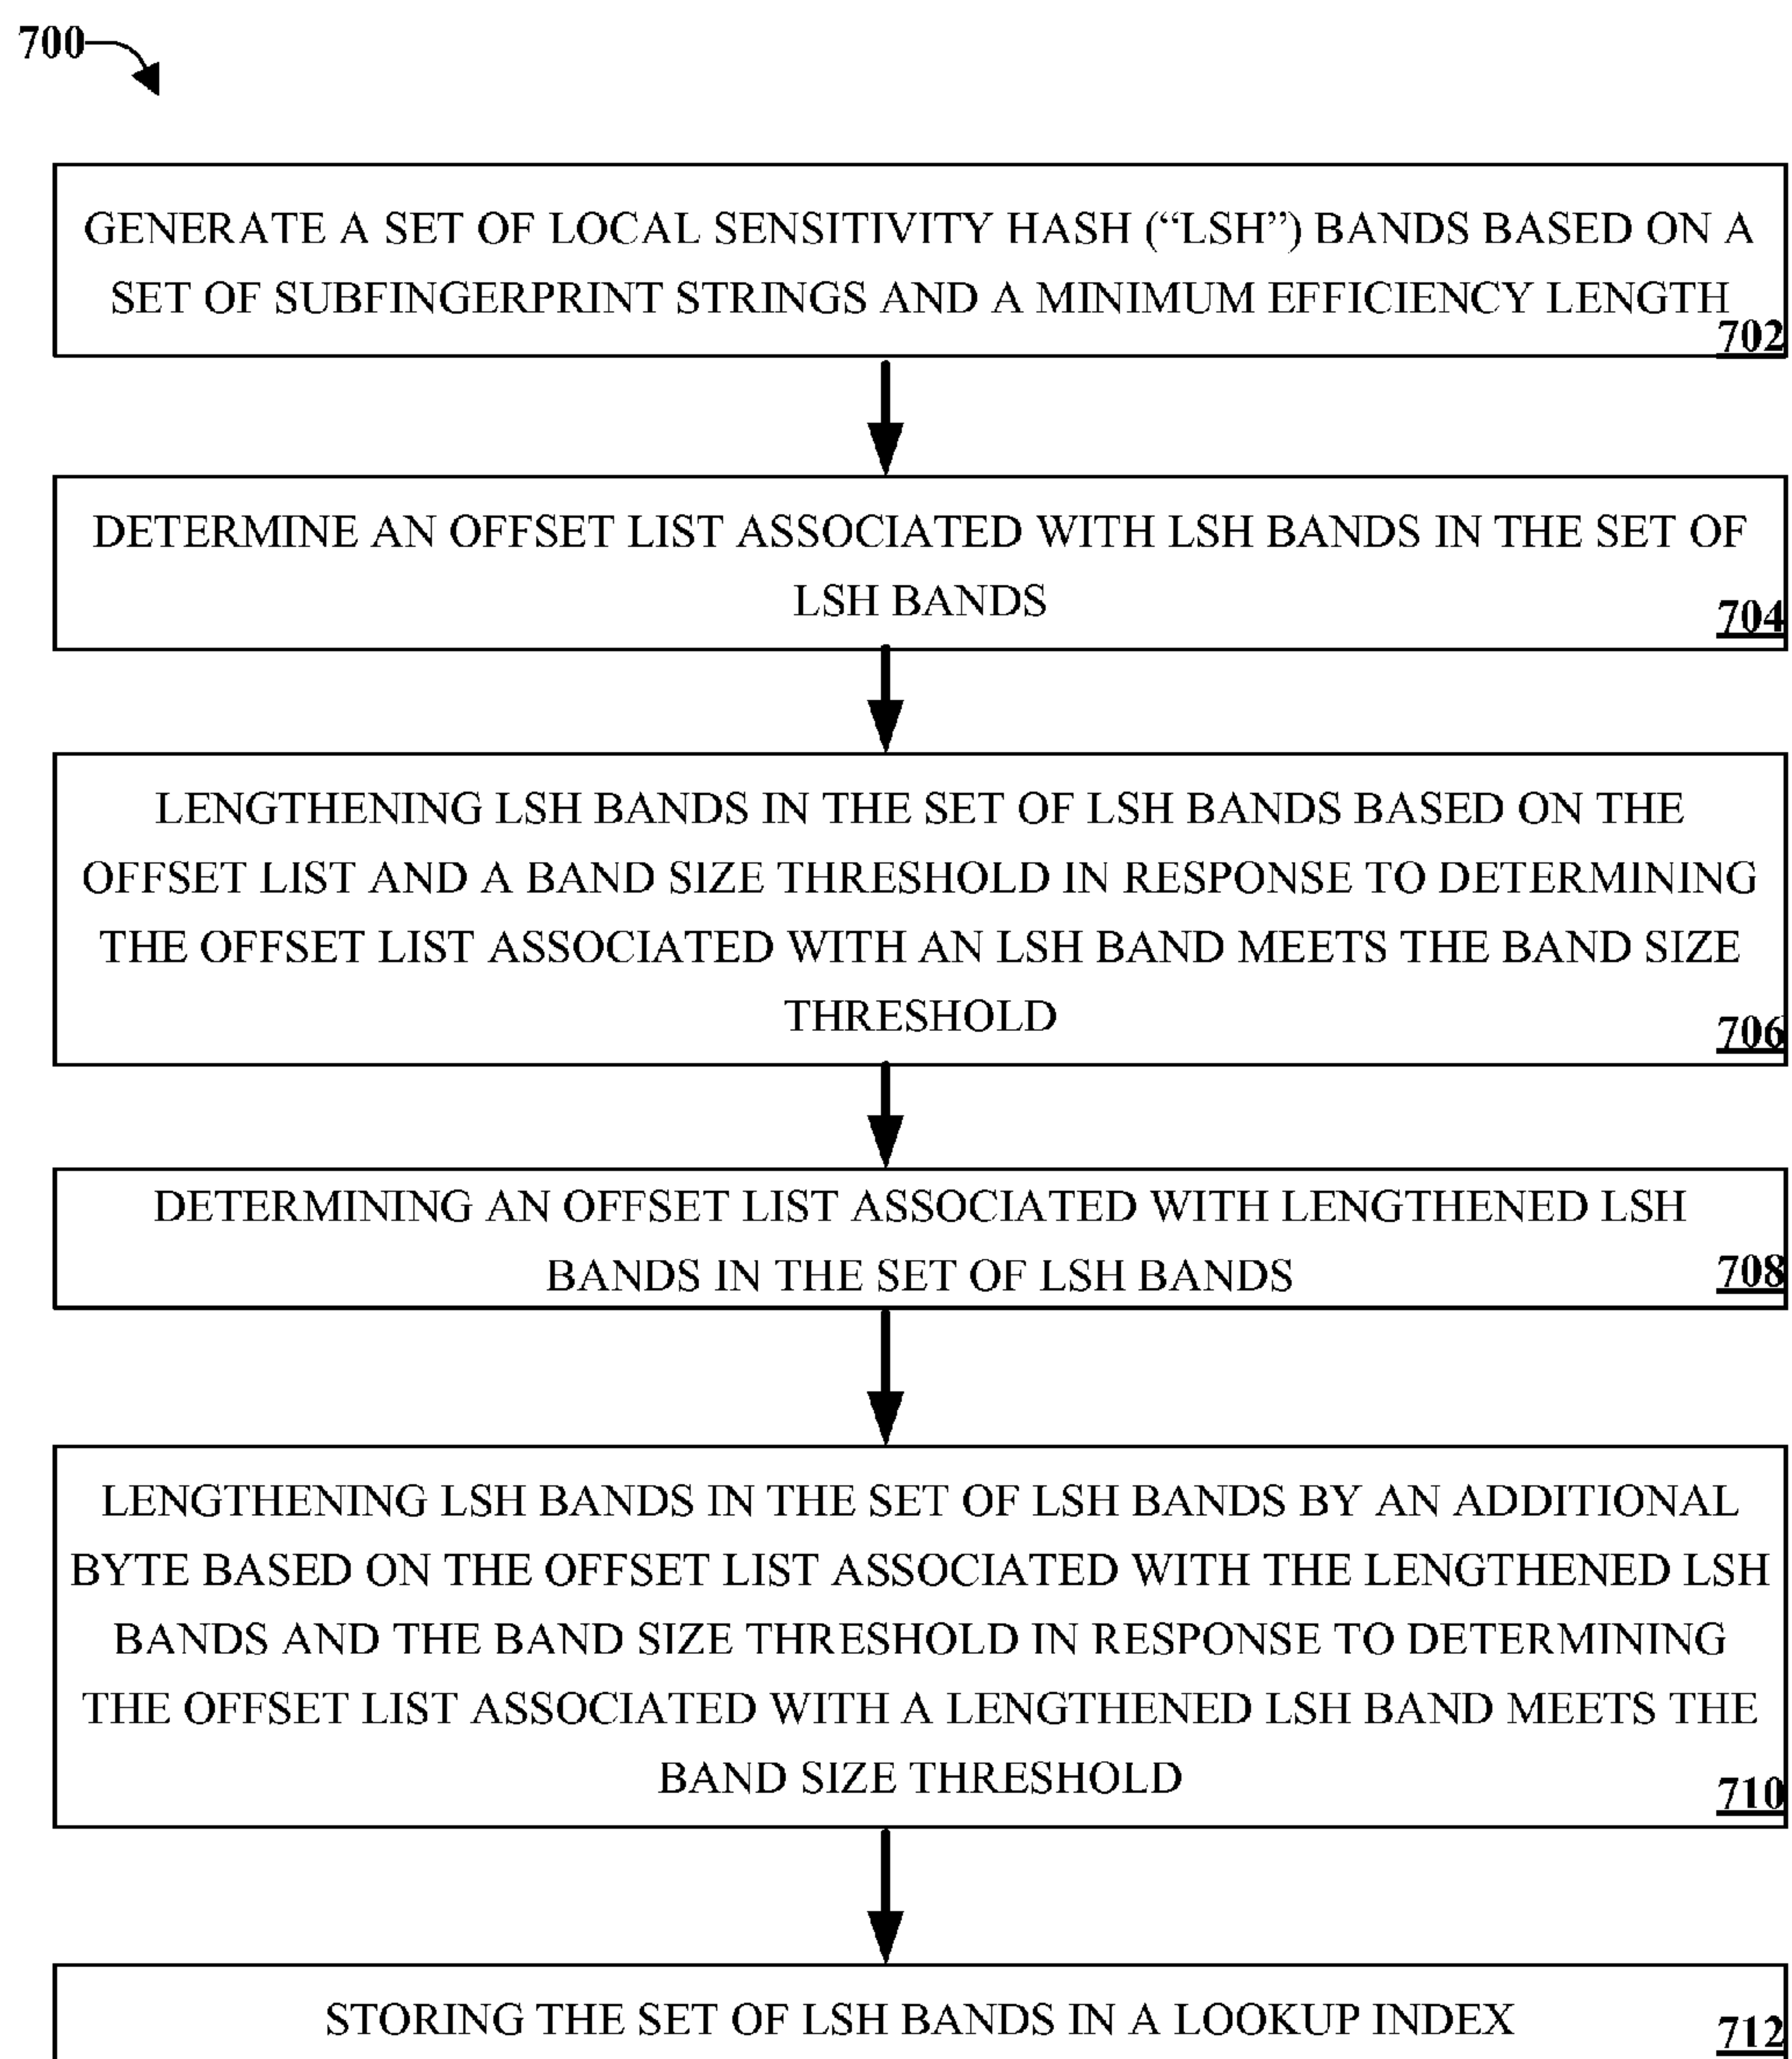 700
GENERATE A SET OF LOCAL SENSITIVITY HASH (“LSH”) BANDS BASED ON A
SET OF SUBFINGERPRINT STRINGS AND A MINIMUM EFFICIENCY LENGTH
702
DETERMINE AN OFFSET LIST ASSOCIATED WITH LSH BANDS IN THE SET OF
LSH BANDS
704
LENGTHENING LSH BANDS IN THE SET OF LSH BANDS BASED ON THE
OFFSET LIST AND A BAND SIZE THRESHOLD IN RESPONSE TO DETERMINING
THE OFFSET LIST ASSOCIATED WITH AN LSH BAND MEETS THE BAND SIZE
THRESHOLD
706
DETERMINING AN OFFSET LIST ASSOCIATED WITH LENGTHENED LSH
BANDS IN THE SET OF LSH BANDS
708
LENGTHENING LSH BANDS IN THE SET OF LSH BANDS BY AN ADDITIONAL
BYTE BASED ON THE OFFSET LIST ASSOCIATED WITH THE LENGTHENED LSH
BANDS AND THE BAND SIZE THRESHOLD IN RESPONSE TO DETERMINING
THE OFFSET LIST ASSOCIATED WITH A LENGTHENED LSH BAND MEETS THE
BAND SIZE THRESHOLD
710
STORING THE SET OF LSH BANDS IN A LOOKUP INDEX
712